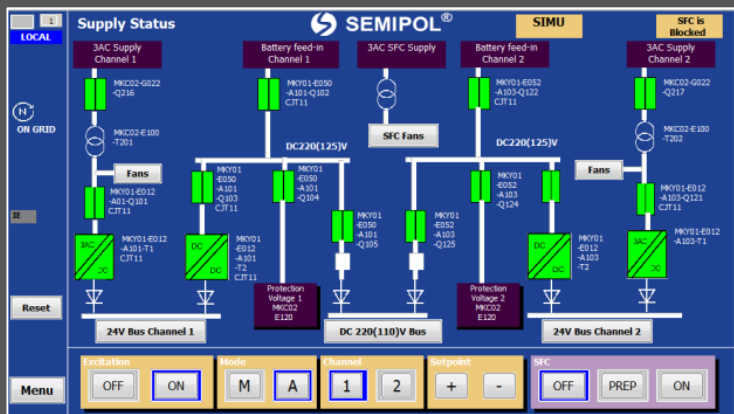 1
LOCAL
Supply Status
SEMIPOL®
SIMU
SFC is
Blocked
3AC Supply
Channel 1
Battery feed-in
Channel 1
3AC SFC Supply
Battery feed-in
Channel 2
3AC Supply
Channel 2
MKC02-G022
-Q216
MKY01-E050
-A101-Q102
CJT11
MKY01-E052
-A103-Q122
CJT11
MKC02-G022
-Q217
N
ON GRID
MKC02-E100
-T201
SFC Fans
MKC02-E100
-T202
DC220(125)V
DC220(125)V
Fans
Fans
MKY01-E012
-A01-Q101
CJT11
MKY01
-E050
-A101
-Q103
CJT11
MKY01
-E050
-A101
-Q104
MKY01
-E050
-A101
-Q105
MKY01
-E052
-A103
-Q125
MKY01
-E052
-A103
-Q124
MKY01-E012
-A103-Q121
CJT11
IE
3AC
DC
MKY01-E012
-A101-T1
CJT11
DC
DC
MKY01
-E012
-A101
-T2
CJT11
DC
DC
MKY01
-E012
-A103
-T2
3AC
DC
MKY01-E012
-A103-T1
Protection
Voltage 1
MKC02
E120
Protection
Voltage 2
MKC02
E120
Reset
24V Bus Channel 1
DC 220(110)V Bus
24V Bus Channel 2
Menu
Excitation
OFF
ON
Mode
M
A
Channel
1
2
Setpoint
+
-
SFC
OFF
PREP
ON